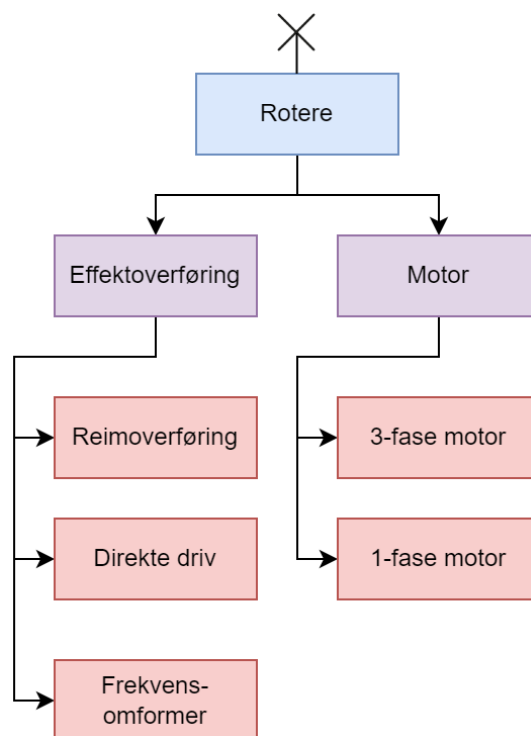 Rotere
Effektoverføring
Motor
Reimoverføring
3-fase motor
Direkte driv
1-fase motor
Frekvens-
omformer